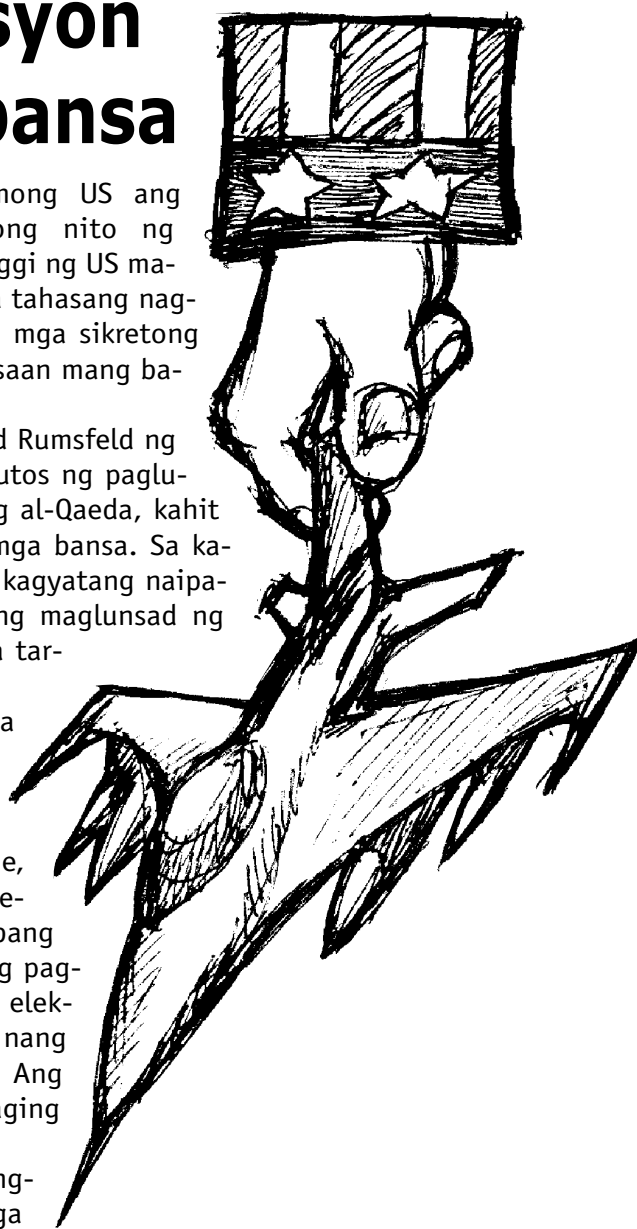 syon
bansa
mong US ang
ong nito ng
ggi ng US ma-
a tahasang nag-
mga sikretong
saan mang ba-
d Rumsfeld ng
utos ng paglu-
g al-Qaeda, kahit
mga bansa. Sa ka-
kagyatang naipa-
ng maglunsad ng
a tar-
a
e,
e-
bang
g pag-
elek-
nang
Ang
aging
ng-
ga